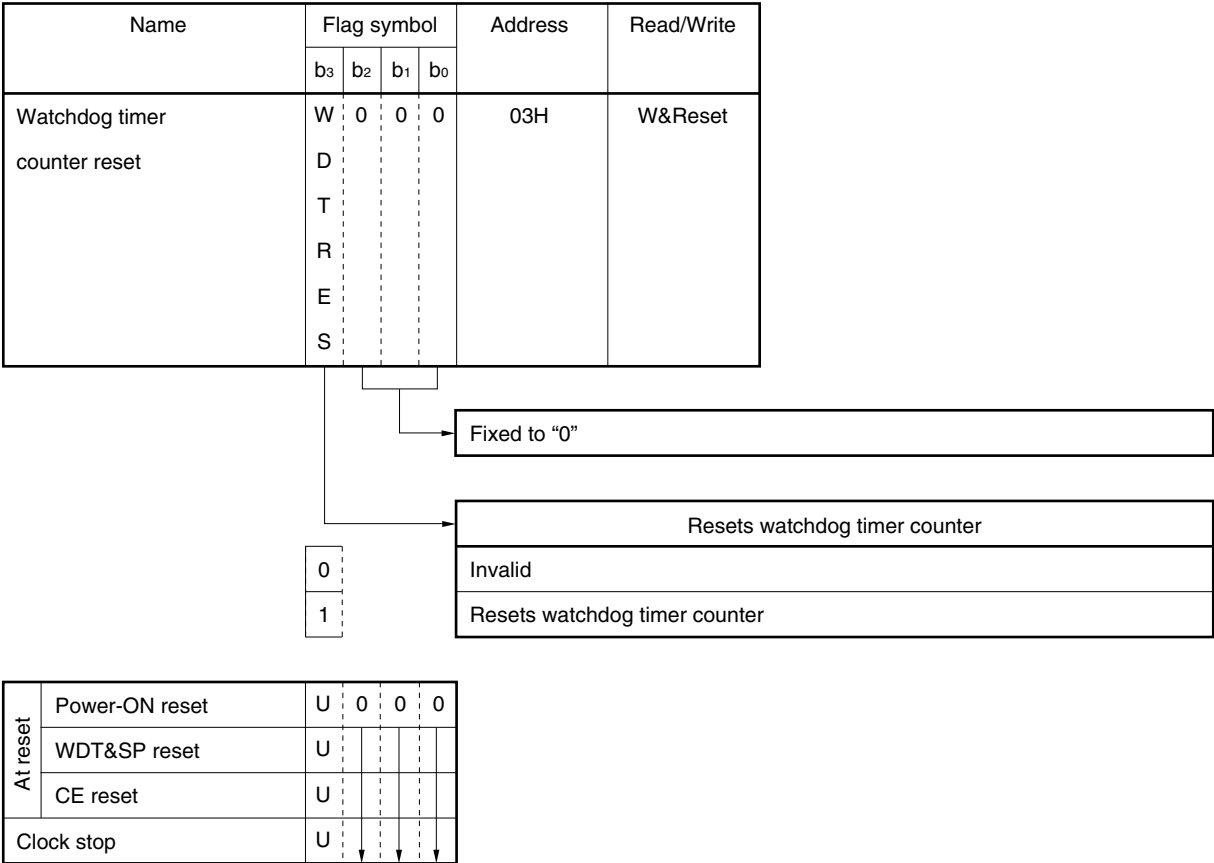 Name Flag symbol Address Read/Write
b3 b2 b1 b0
Watchdog timer W 0 0 0 03H W&Reset
counter reset D
T
R
E
S
Fixed to “0”
Resets watchdog timer counter
0 Invalid
1 Resets watchdog timer counter
At reset
Power-ON reset U 0 0 0
WDT&SP reset U
CE reset U
Clock stop U